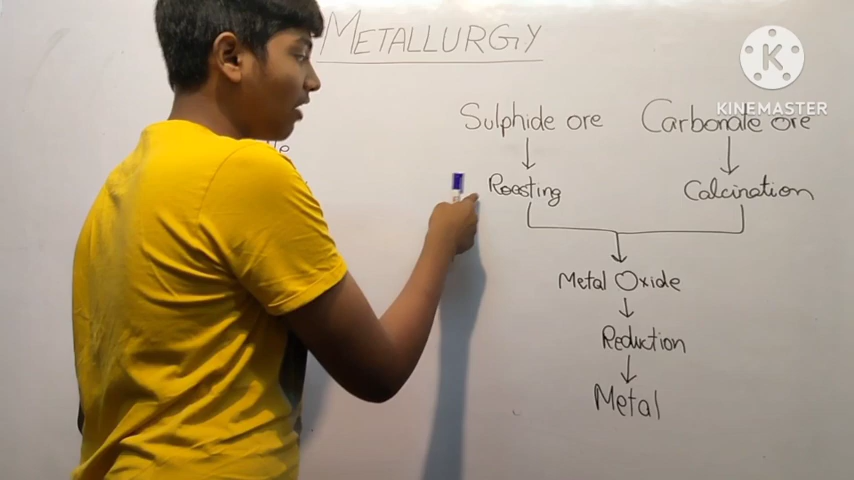 METALLURGY
K
KINEMASTER
Sulphide ore
Carbonate ore
Roasting
Calcination
Metal Oxide
Reduction
Metal